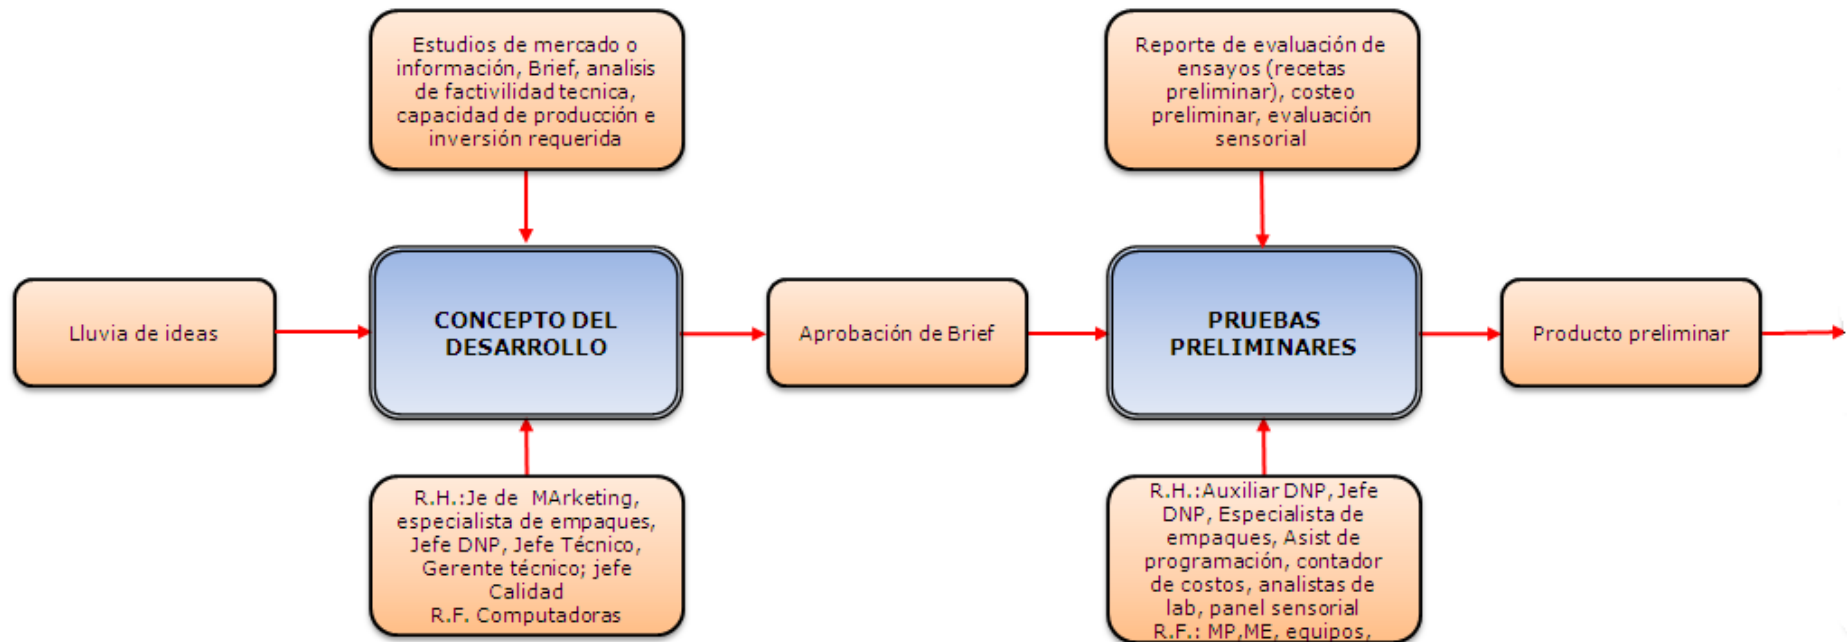 Estudios de mercado o
información, Brief, analisis
de factivilidad tecnica,
capacidad de producción e
inversión requerida
Reporte de evaluación de
ensayos (recetas
preliminar), costeo
preliminar, evaluación
sensorial
Lluvia de ideas
CONCEPTO DEL
DESARROLLO
Aprobación de Brief
PRUEBAS
PRELIMINARES
Producto preliminar
R.H.:Je de MArketing,
especialista de empaques,
Jefe DNP, Jefe Técnico,
Gerente técnico; jefe
Calidad
R.F. Computadoras
R.H.:Auxiliar DNP, Jefe
DNP, Especialista de
empaques, Asist de
programación, contador
de costos, analistas de
lab, panel sensorial
R.F.: MP,ME, equipos,